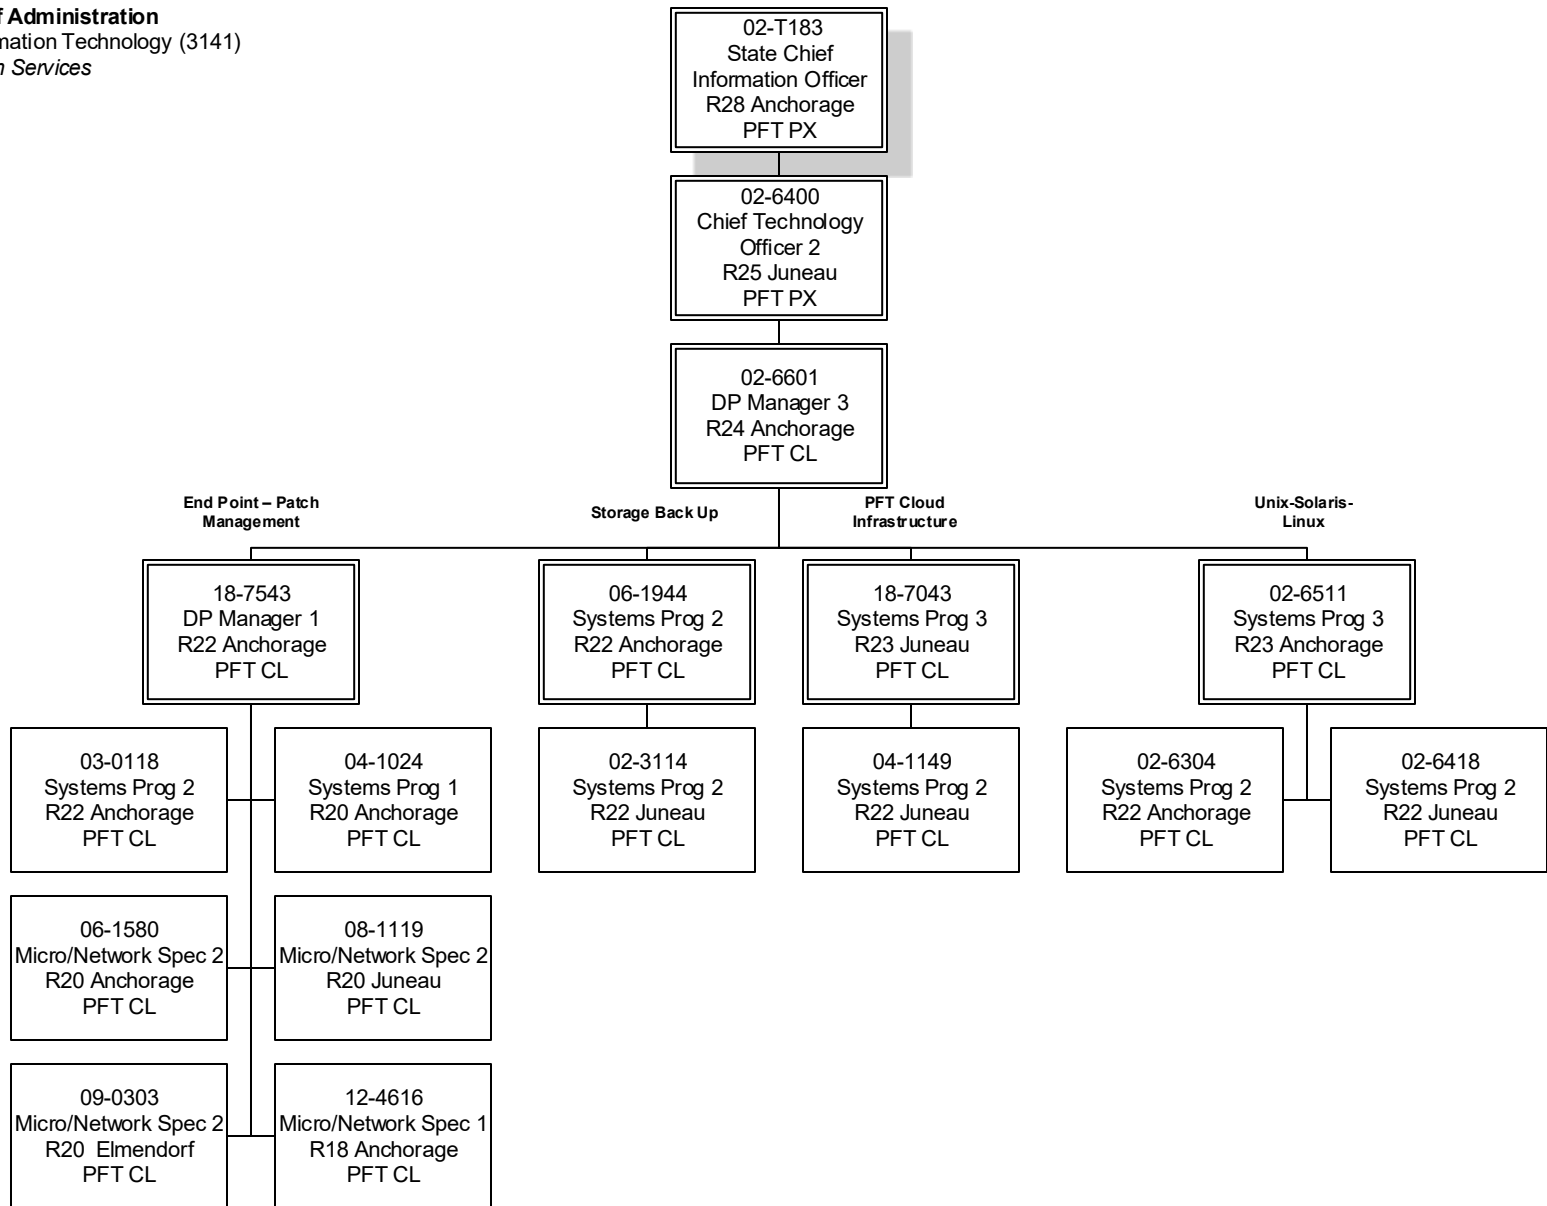 Administration
Information Technology (3141)
Services
02-T183
State Chief
Information Officer
R28 Anchorage
PFT PX
02-6400
Chief Technology
Officer 2
R25 Juneau
PFT PX
02-6601
DP Manager 3
R24 Anchorage
PFT CL
End Point – Patch
Management
Storage Back Up
PFT Cloud
Infrastructure
Unix-Solaris-
Linux
18-7543
DP Manager 1
R22 Anchorage
PFT CL
06-1944
Systems Prog 2
R22 Anchorage
PFT CL
18-7043
Systems Prog 3
R23 Juneau
PFT CL
02-6511
Systems Prog 3
R23 Anchorage
PFT CL
03-0118
Systems Prog 2
R22 Anchorage
PFT CL
04-1024
Systems Prog 1
R20 Anchorage
PFT CL
02-3114
Systems Prog 2
R22 Juneau
PFT CL
04-1149
Systems Prog 2
R22 Juneau
PFT CL
02-6304
Systems Prog 2
R22 Anchorage
PFT CL
02-6418
Systems Prog 2
R22 Juneau
PFT CL
06-1580
Micro/Network Spec 2
R20 Anchorage
PFT CL
08-1119
Micro/Network Spec 2
R20 Juneau
PFT CL
09-0303
Micro/Network Spec 2
R20 Elmendorf
PFT CL
12-4616
Micro/Network Spec 1
R18 Anchorage
PFT CL